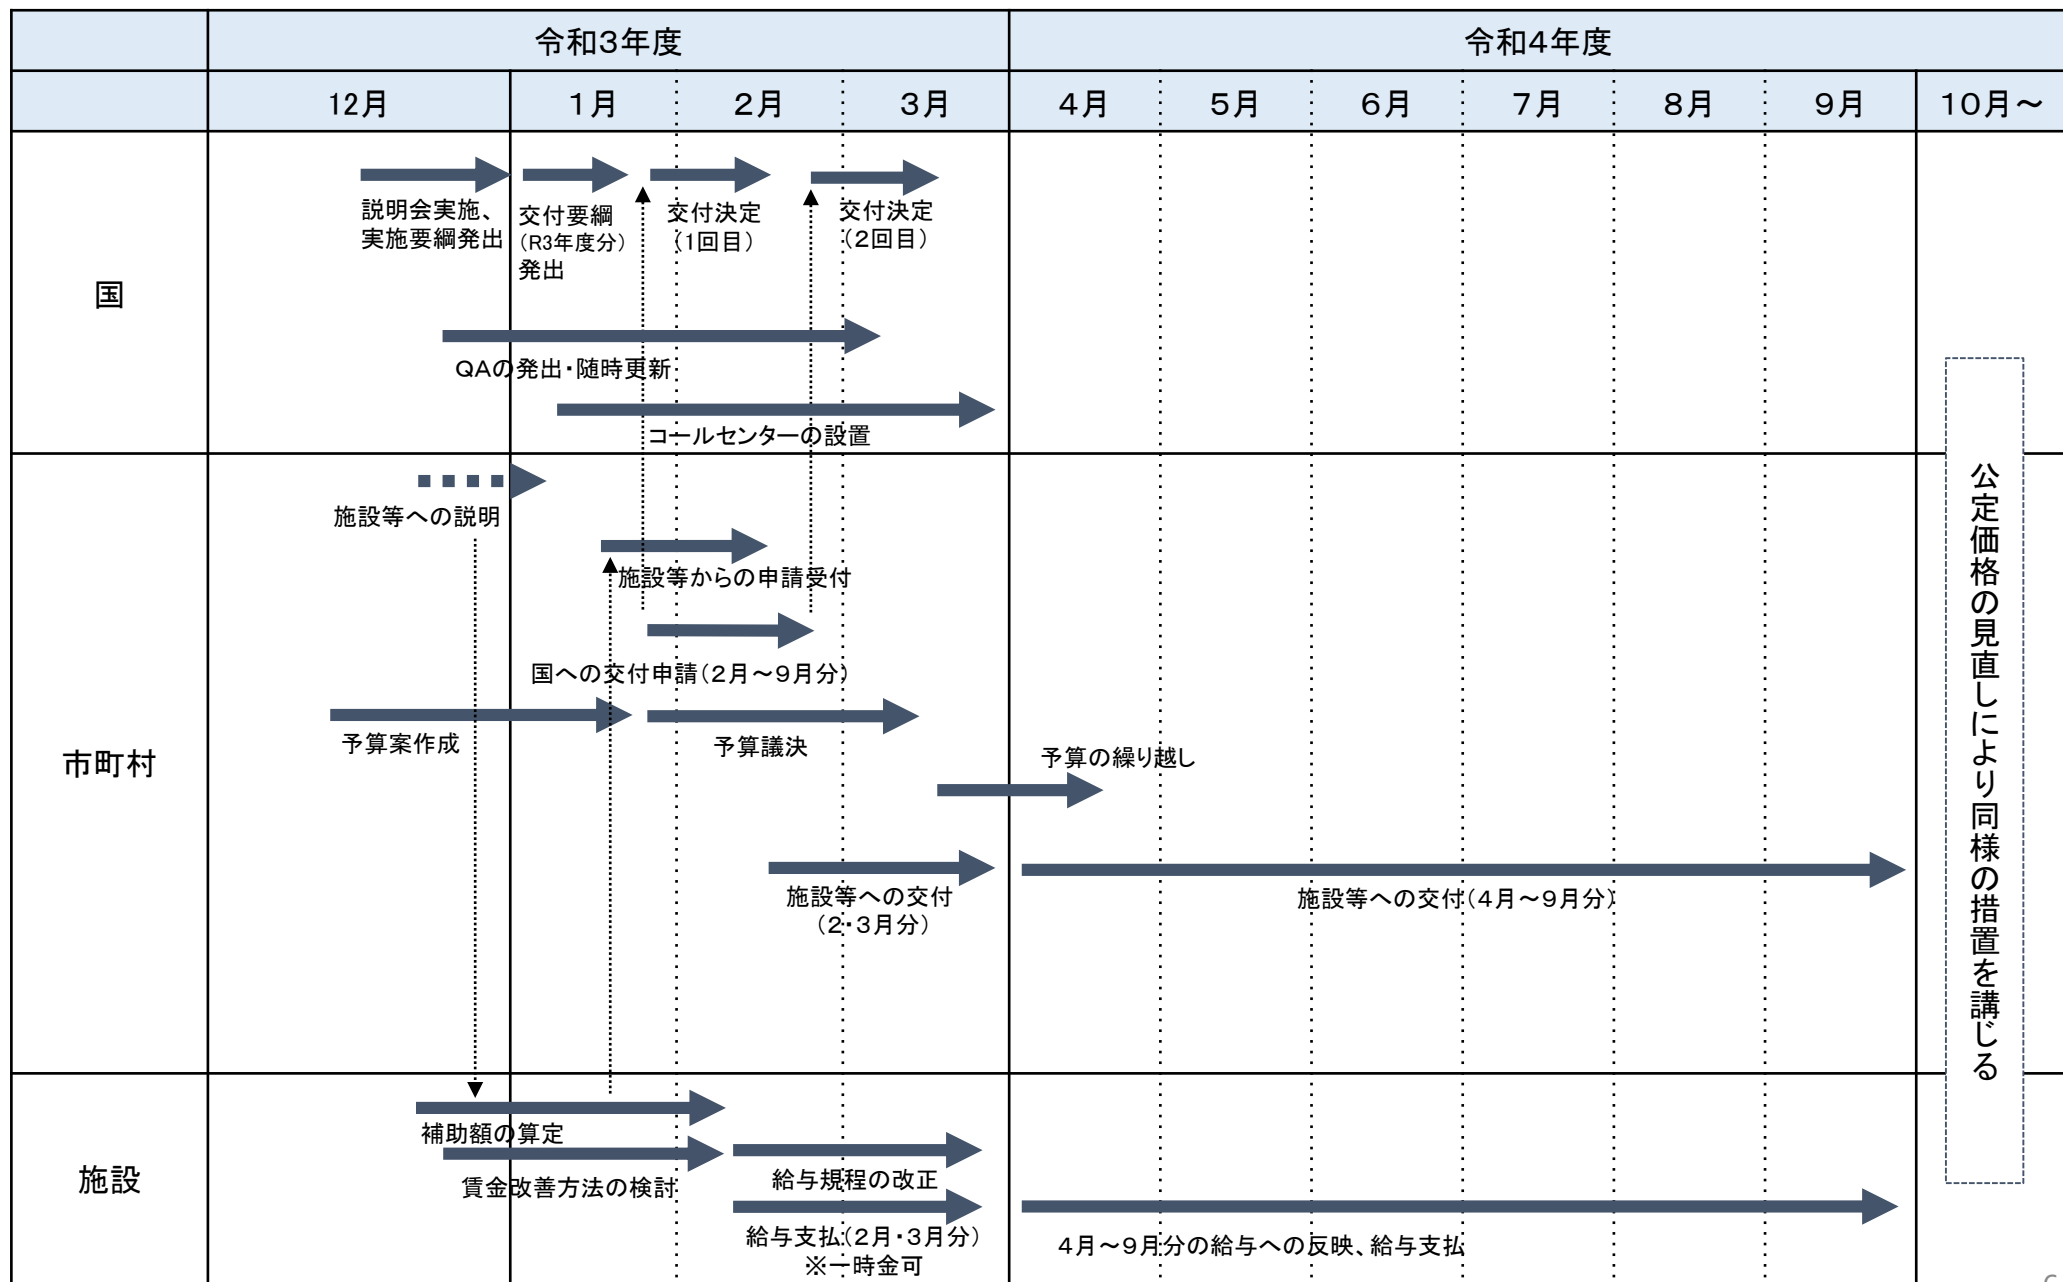 令和3年度
令和4年度
12月
1月
2月
3月
4月
5月
6月
7月
8月
9月
10月～
国
説明会実施、
実施要綱発出
交付要綱
（R3年度分）
発出
交付決定
（1回目）
交付決定
（2回目）
QAの発出・随時更新
コールセンターの設置
市町村
施設等への説明
施設等からの申請受付
国への交付申請（2月～9月分）
予算案作成
予算議決
予算の繰り越し
施設等への交付
（2・3月分）
施設等への交付（4月～9月分）
施設
補助額の算定
賃金改善方法の検討
給与規程の改正
給与支払（2月・3月分）
※一時金可
4月～9月分の給与への反映、給与支払
公定価格の見直しにより同様の措置を講じる